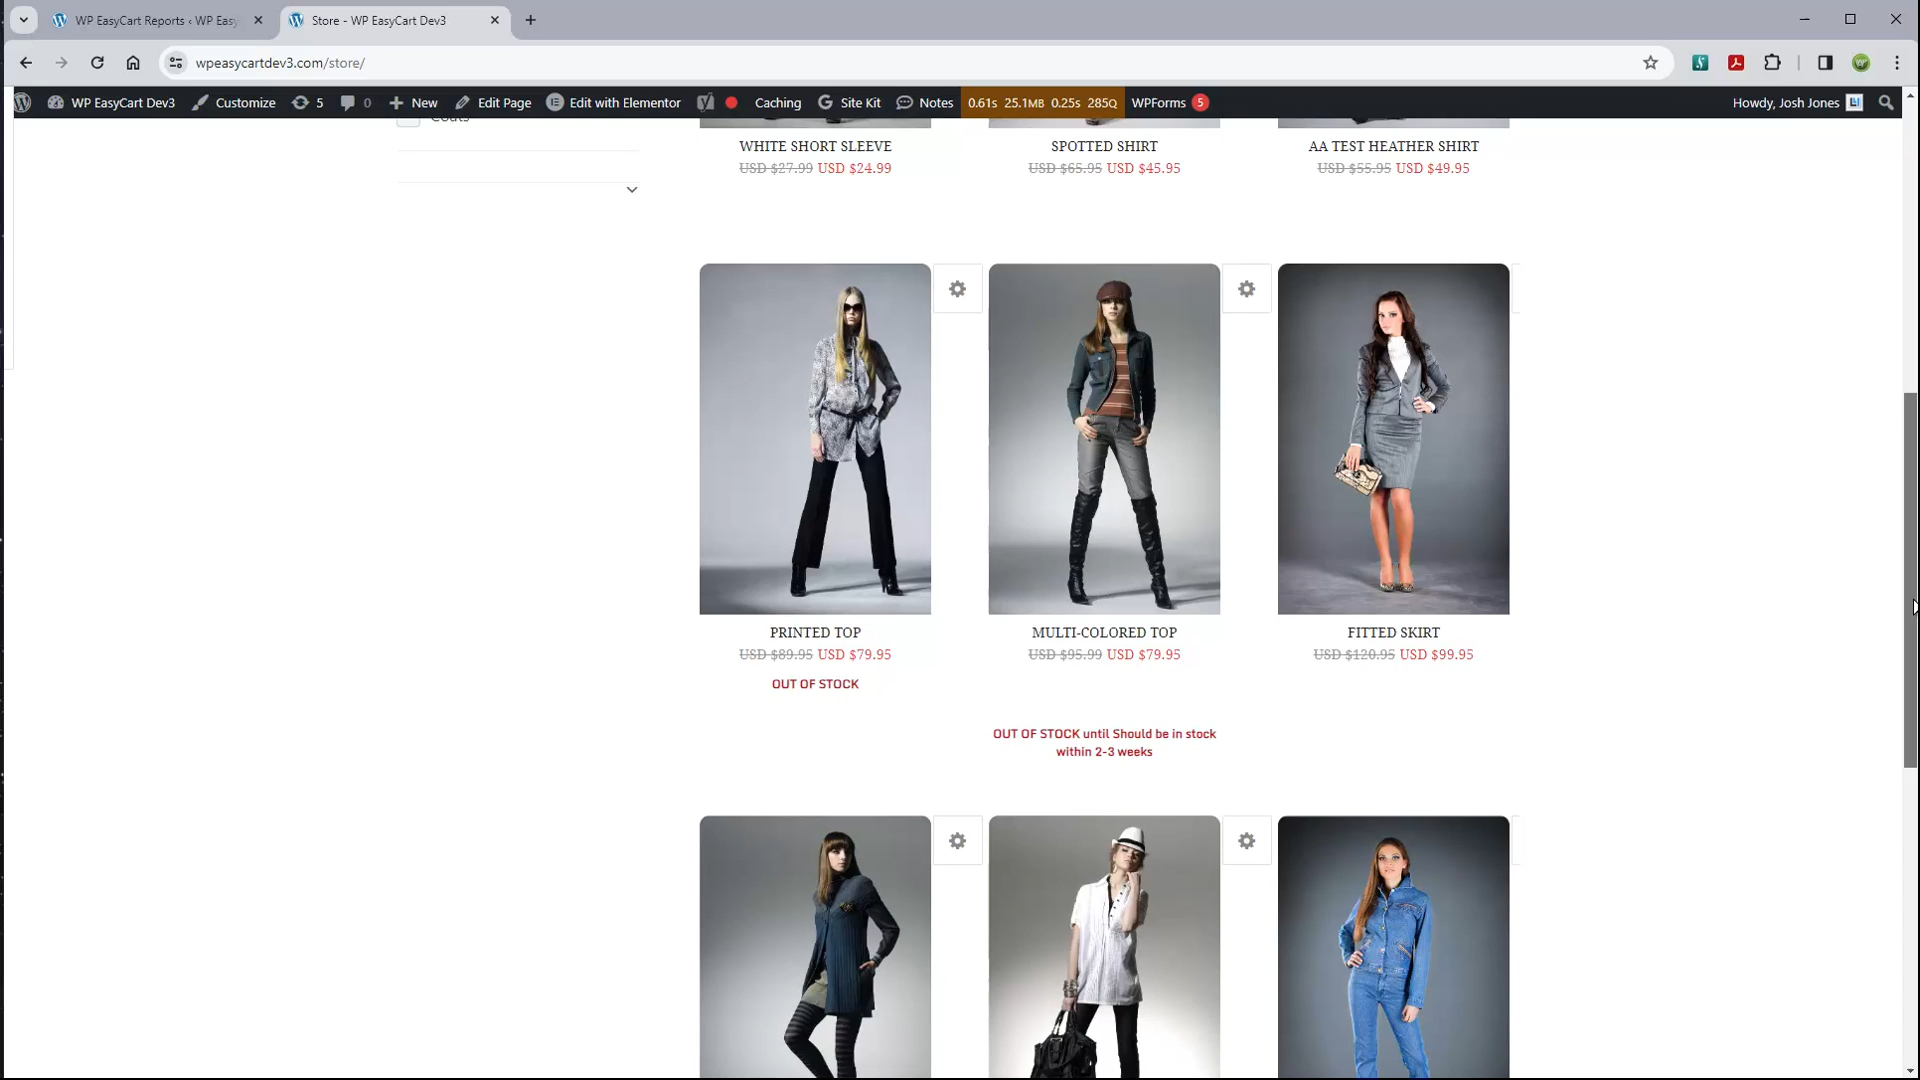 WP EasyCart Reports ‹ WP Easy
Store - WP EasyCart Dev3
wpeasycartdev3.com/store/
WP EasyCart Dev3 Customize 5 0 New Edit Page Edit with Elementor Caching Site Kit Notes 0.61s 25.1MB 0.25s 285Q WPForms 5 Howdy, Josh Jones
Coats
WHITE SHORT SLEEVE
USD $27.99 USD $24.99
SPOTTED SHIRT
USD $65.95 USD $45.95
AA TEST HEATHER SHIRT
USD $55.95 USD $49.95
PRINTED TOP
USD $89.95 USD $79.95
OUT OF STOCK
MULTI-COLORED TOP
USD $95.99 USD $79.95
OUT OF STOCK until Should be in stock
within 2-3 weeks
FITTED SKIRT
USD $120.95 USD $99.95